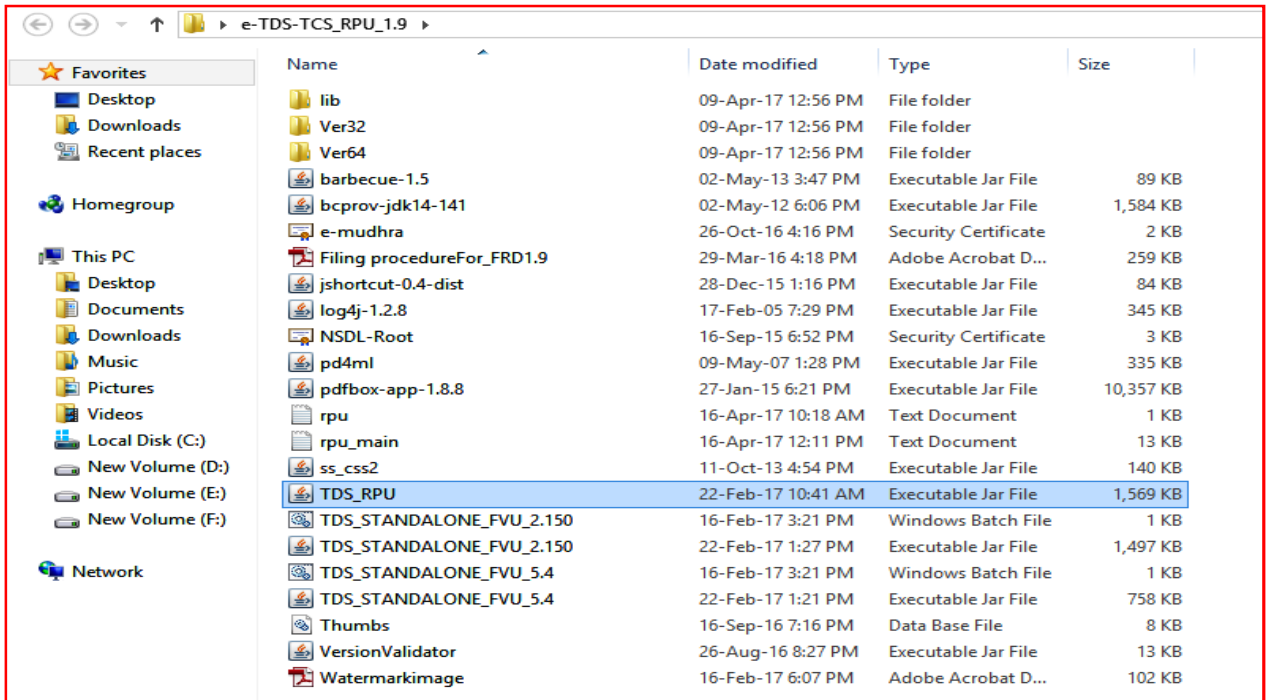 e-TDS-TCS_RPU_1.9
Favorites
Desktop
Downloads
Recent places
Homegroup
This PC
Desktop
Documents
Downloads
Music
Pictures
Videos
Local Disk (C:)
New Volume (D:)
New Volume (E:)
New Volume (F:)
Network
Name Date modified Type Size
lib 09-Apr-17 12:56 PM File folder
Ver32 09-Apr-17 12:56 PM File folder
Ver64 09-Apr-17 12:56 PM File folder
barbecue-1.5 02-May-13 3:47 PM Executable Jar File 89 KB
bcprov-jdk14-141 02-May-12 6:06 PM Executable Jar File 1,584 KB
e-mudhra 26-Oct-16 4:16 PM Security Certificate 2 KB
Filing procedureFor_FRD1.9 29-Mar-16 4:18 PM Adobe Acrobat D... 259 KB
jshortcut-0.4-dist 28-Dec-15 1:16 PM Executable Jar File 84 KB
log4j-1.2.8 17-Feb-05 7:29 PM Executable Jar File 345 KB
NSDL-Root 16-Sep-15 6:52 PM Security Certificate 3 KB
pd4ml 09-May-07 1:28 PM Executable Jar File 335 KB
pdfbox-app-1.8.8 27-Jan-15 6:21 PM Executable Jar File 10,357 KB
rpu 16-Apr-17 10:18 AM Text Document 1 KB
rpu_main 16-Apr-17 12:11 PM Text Document 13 KB
ss_css2 11-Oct-13 4:54 PM Executable Jar File 140 KB
TDS_RPU 22-Feb-17 10:41 AM Executable Jar File 1,569 KB
TDS_STANDALONE_FVU_2.150 16-Feb-17 3:21 PM Windows Batch File 1 KB
TDS_STANDALONE_FVU_2.150 22-Feb-17 1:27 PM Executable Jar File 1,497 KB
TDS_STANDALONE_FVU_5.4 16-Feb-17 3:21 PM Windows Batch File 1 KB
TDS_STANDALONE_FVU_5.4 22-Feb-17 1:21 PM Executable Jar File 758 KB
Thumbs 16-Sep-16 7:16 PM Data Base File 8 KB
VersionValidator 26-Aug-16 8:27 PM Executable Jar File 13 KB
Watermarkimage 16-Feb-17 6:07 PM Adobe Acrobat D... 102 KB